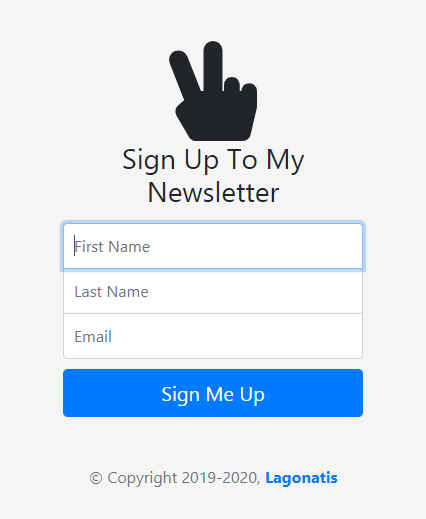 Sign Up To My
Newsletter
First Name
Last Name
Email
Sign Me Up
© Copyright 2019-2020, Lagonatis